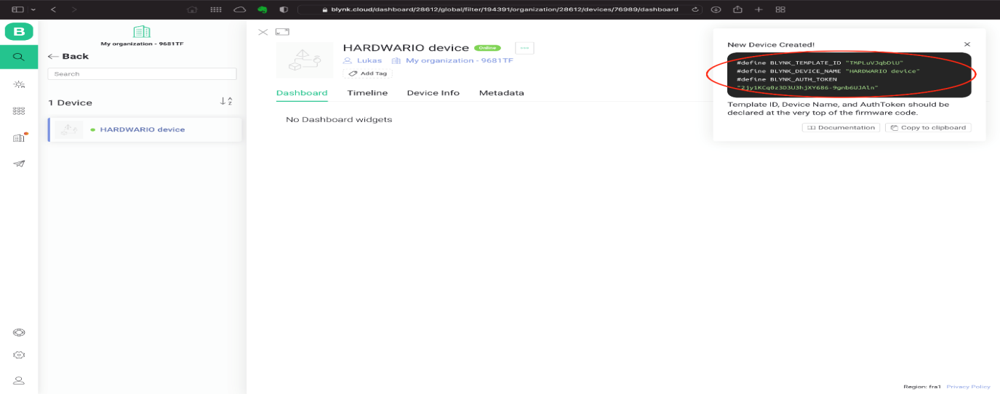 blynk.cloud/dashboard/28612/global/filter/194391/organization/28612/devices/76989/dashboard
B
My organization - 9681TF
Back
Search
1 Device
HARDWARIO device
HARDWARIO device Online
Lukas My organization - 9681TF
Add Tag
Dashboard Timeline Device Info Metadata
No Dashboard widgets
New Device Created!
#define BLYNK_TEMPLATE_ID "TMPLuVJqbDiU"
#define BLYNK_DEVICE_NAME "HARDWARIO device"
#define BLYNK_AUTH_TOKEN
"2jy1KCq0z3D3U3hjXY686-9gnb6UJAln"
Template ID, Device Name, and AuthToken should be
declared at the very top of the firmware code.
Documentation Copy to clipboard
Region: fra1 Privacy Policy